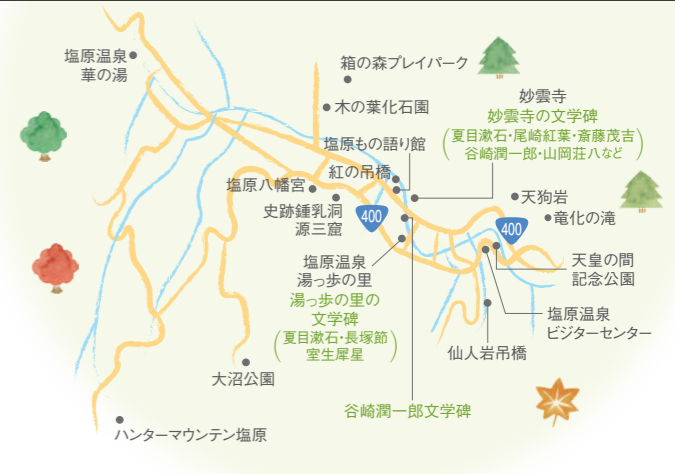 塩原温泉
華の湯
箱の森プレイパーク
木の葉化石園
妙雲寺
妙雲寺の文学碑
(夏目漱石・尾崎紅葉・斎藤茂吉
谷崎潤一郎・山岡荘八など)
塩原もの語り館
紅の吊橋
塩原八幡宮
史跡鍾乳洞
源三窟
400
天狗岩
竜化の滝
400
塩原温泉
湯っ歩の里
湯っ歩の里の
文学碑
(夏目漱石・長塚節
室生犀星)
天皇の間
記念公園
塩原温泉
ビジターセンター
仙人岩吊橋
大沼公園
谷崎潤一郎文学碑
ハンターマウンテン塩原